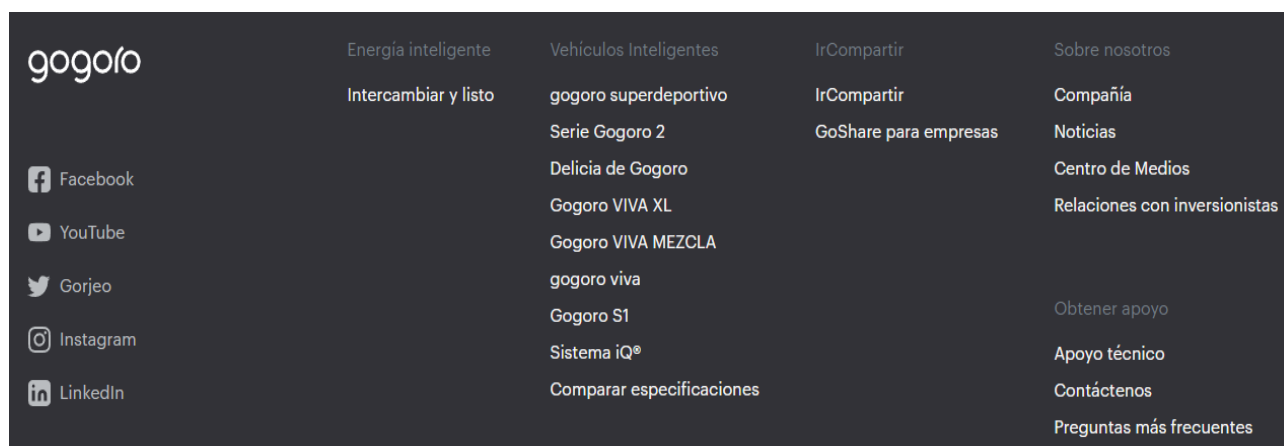 gogoro
Facebook
YouTube
Gorjeo
Instagram
LinkedIn
Energía inteligente
Intercambiar y listo
Vehículos Inteligentes
gogoro superdeportivo
Serie Gogoro 2
Delicia de Gogoro
Gogoro VIVA XL
Gogoro VIVA MEZCLA
gogoro viva
Gogoro S1
Sistema iQ®
Comparar especificaciones
IrCompartir
IrCompartir
GoShare para empresas
Sobre nosotros
Compañía
Noticias
Centro de Medios
Relaciones con inversionistas
Obtener apoyo
Apoyo técnico
Contáctenos
Preguntas más frecuentes